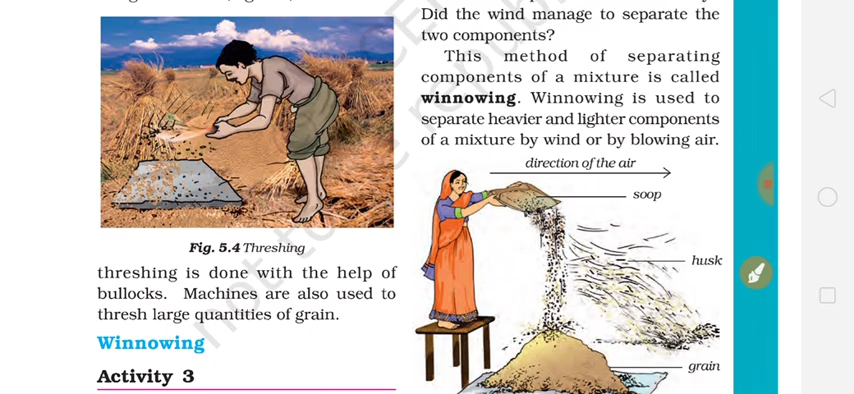 Fig. 5.4 Threshing
threshing is done with the help of
bullocks. Machines are also used to
thresh large quantities of grain.
Winnowing
Activity 3
Did the wind manage to separate the
two components?
This method of separating
components of a mixture is called
winnowing. Winnowing is used to
separate heavier and lighter components
of a mixture by wind or by blowing air.
direction of the air
soop
husk
grain